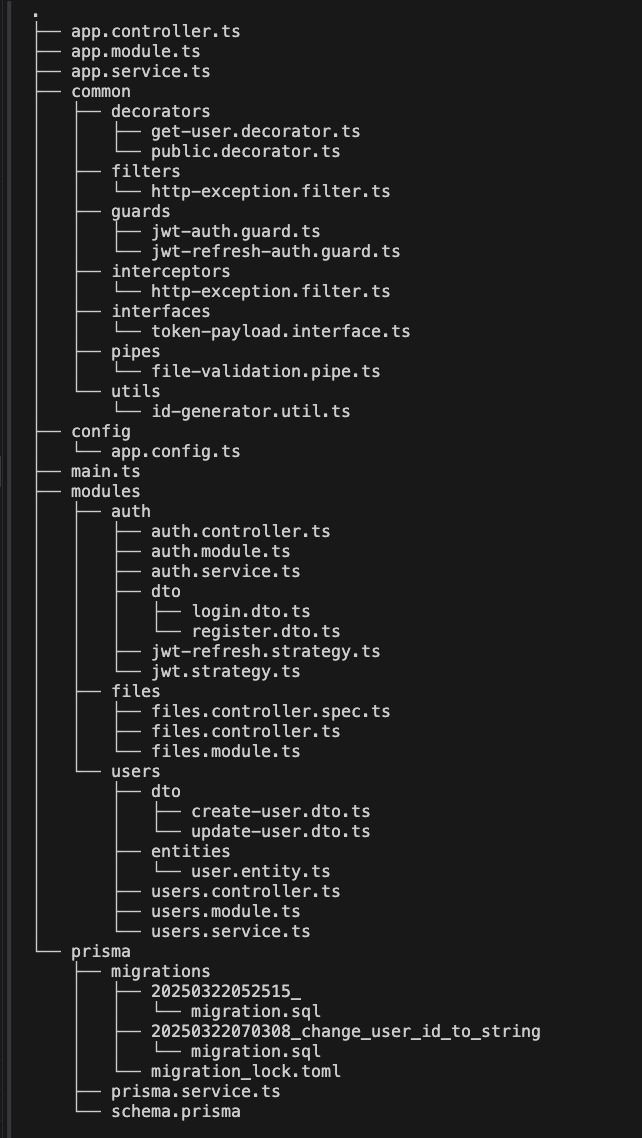 .
├── app.controller.ts
├── app.module.ts
├── app.service.ts
├── common
│   ├── decorators
│   │   ├── get-user.decorator.ts
│   │   └── public.decorator.ts
│   ├── filters
│   │   └── http-exception.filter.ts
│   ├── guards
│   │   ├── jwt-auth.guard.ts
│   │   └── jwt-refresh-auth.guard.ts
│   ├── interceptors
│   │   └── http-exception.filter.ts
│   ├── interfaces
│   │   └── token-payload.interface.ts
│   ├── pipes
│   │   └── file-validation.pipe.ts
│   └── utils
│       └── id-generator.util.ts
├── config
│   └── app.config.ts
├── main.ts
├── modules
│   ├── auth
│   │   ├── auth.controller.ts
│   │   ├── auth.module.ts
│   │   ├── auth.service.ts
│   │   ├── dto
│   │   │   ├── login.dto.ts
│   │   │   └── register.dto.ts
│   │   ├── jwt-refresh.strategy.ts
│   │   └── jwt.strategy.ts
│   ├── files
│   │   ├── files.controller.spec.ts
│   │   ├── files.controller.ts
│   │   └── files.module.ts
│   └── users
│       ├── dto
│       │   ├── create-user.dto.ts
│       │   └── update-user.dto.ts
│       ├── entities
│       │   └── user.entity.ts
│       ├── users.controller.ts
│       ├── users.module.ts
│       └── users.service.ts
└── prisma
    ├── migrations
    │   ├── 20250322052515_
    │   │   └── migration.sql
    │   ├── 20250322070308_change_user_id_to_string
    │   │   └── migration.sql
    │   └── migration_lock.toml
    ├── prisma.service.ts
    └── schema.prisma